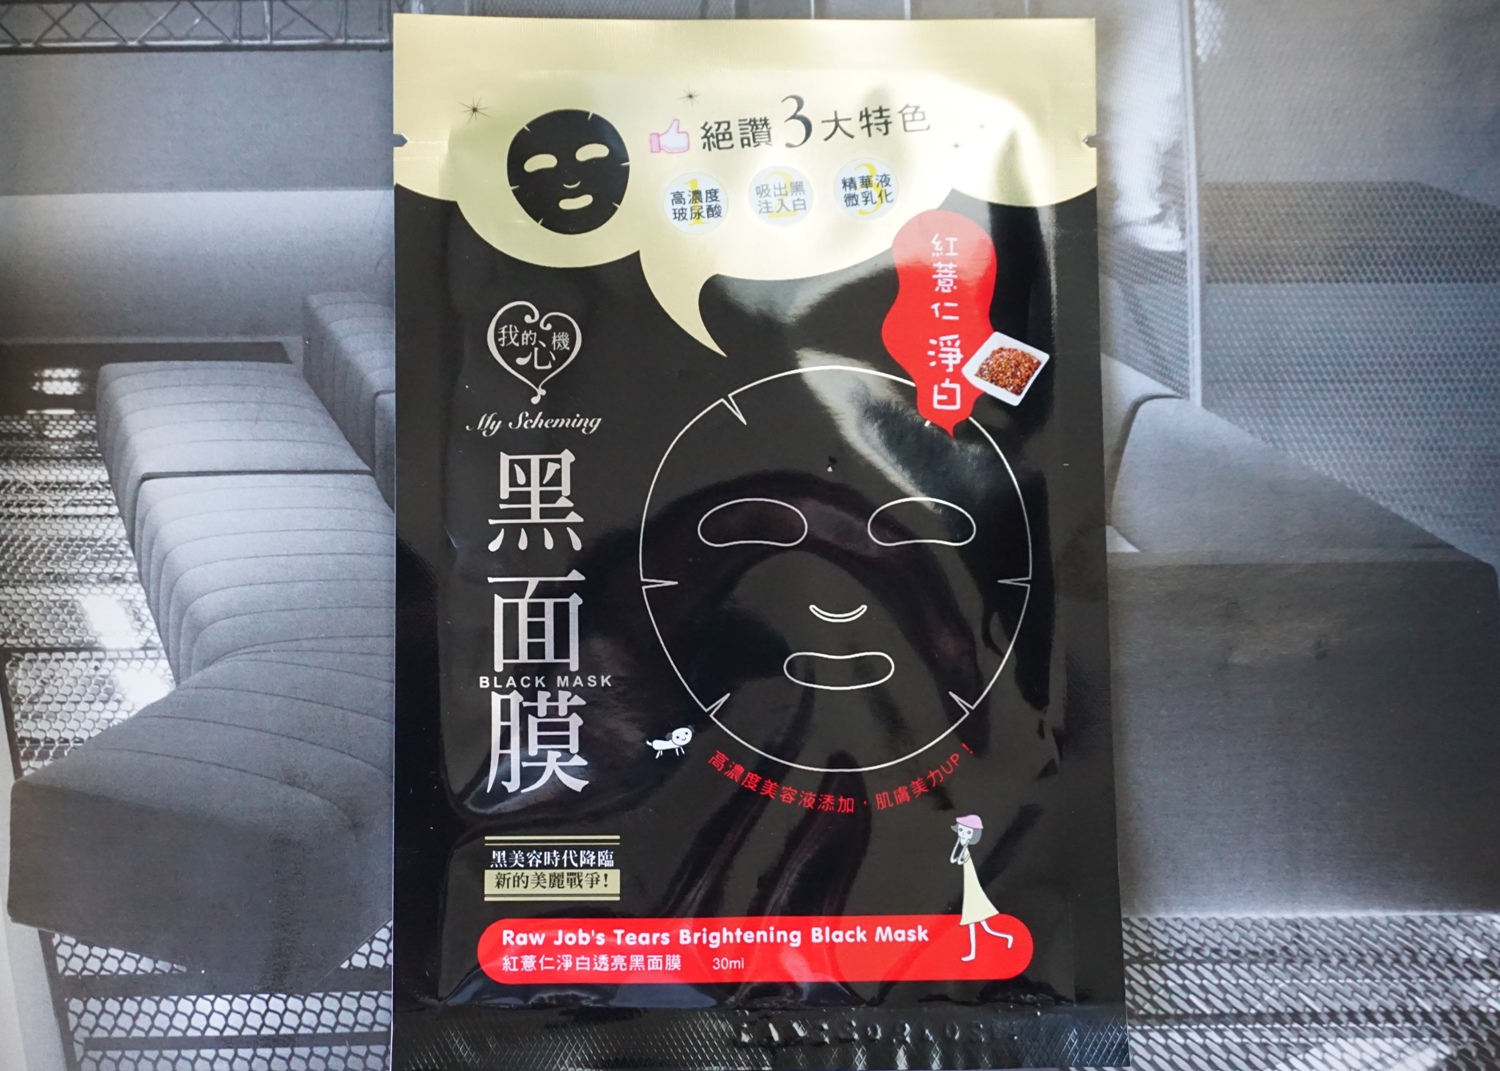 絕讚3大特色
1
高濃度
玻尿酸
2
吸出黑
注入白
3
精華液
微乳化
紅薏仁 淨白
我的心機
My Scheming
黑面膜
BLACK MASK
高濃度美容液添加,肌膚美力UP!
黑美容時代降臨
新的美麗戰爭!
Raw Job's Tears Brightening Black Mask
紅薏仁淨白透亮黑面膜 30ml